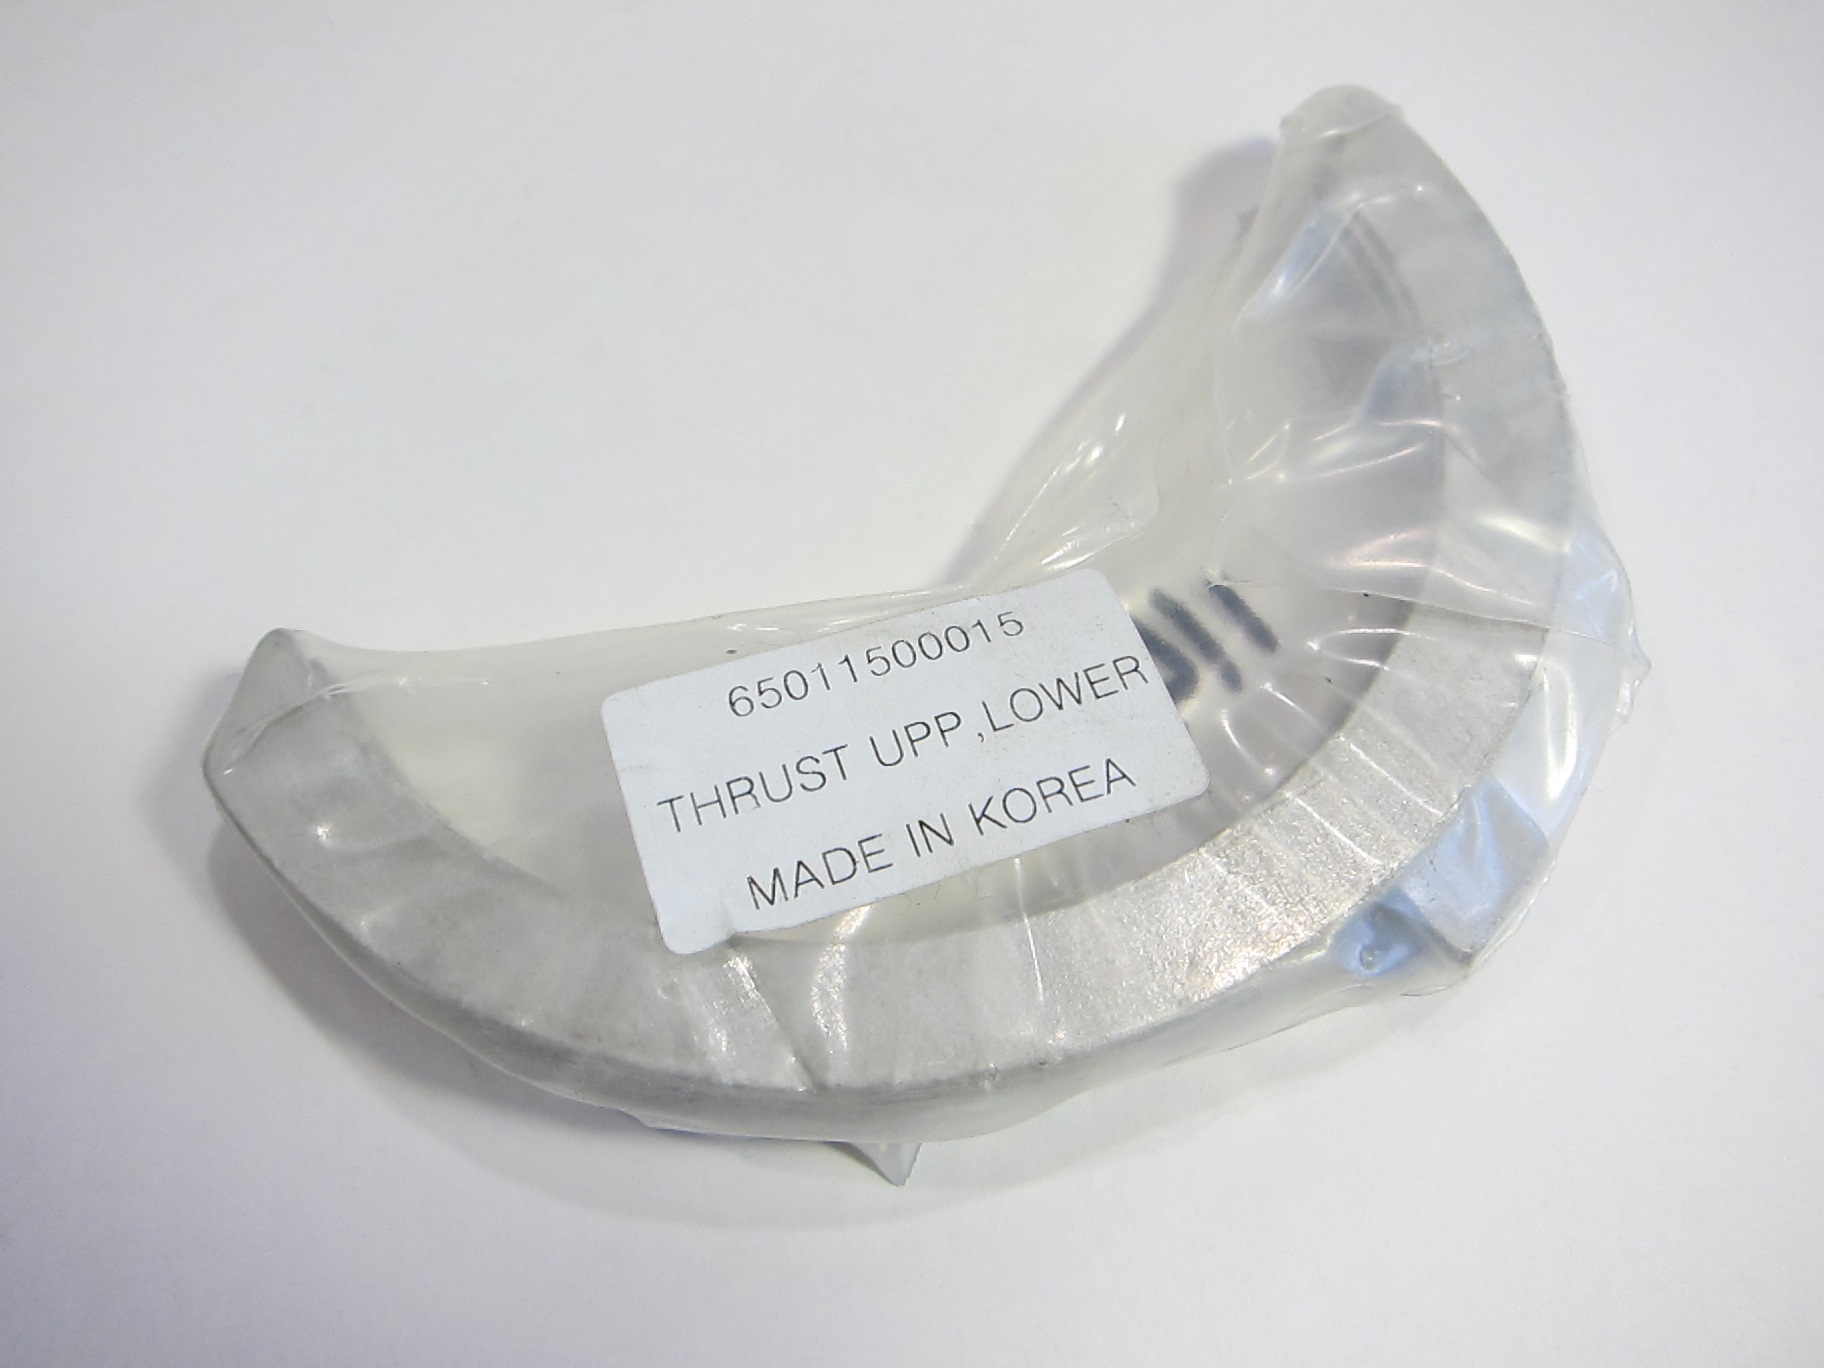 65011500015
THRUST UPP,LOWER
MADE IN KOREA